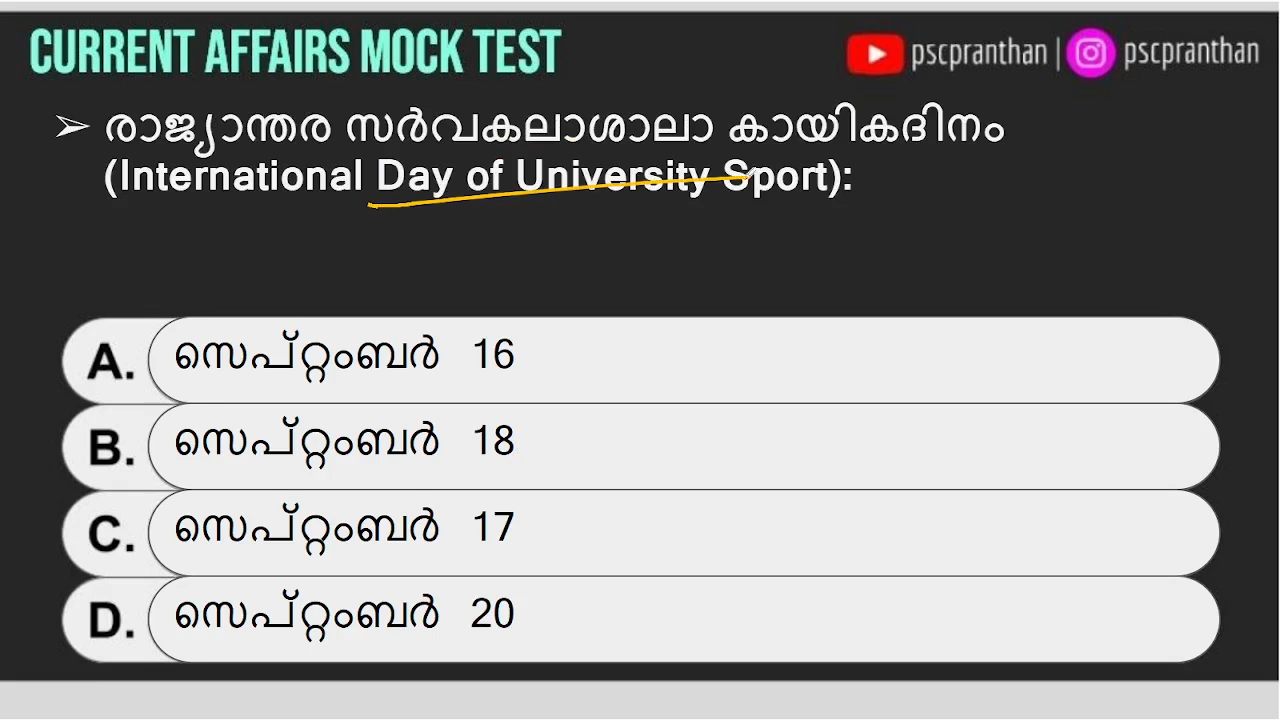 CURRENT AFFAIRS MOCK TEST
pscpranthan | pscpranthan
➢ രാജ്യാന്തര സർവകലാശാലാ കായികദിനം
(International Day of University Sport):
A. സെപ്റ്റംബർ 16
B. സെപ്റ്റംബർ 18
C. സെപ്റ്റംബർ 17
D. സെപ്റ്റംബർ 20